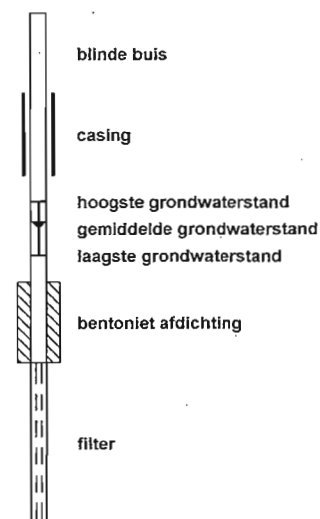 blinde buis
casing
hoogste grondwaterstand
gemiddelde grondwaterstand
laagste grondwaterstand
bentoniet afdichting
filter